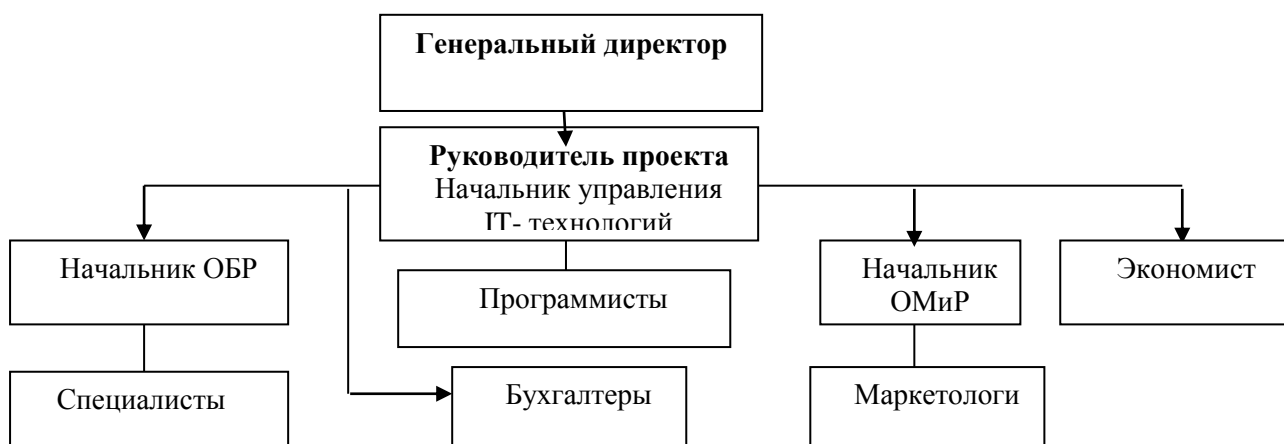 Генеральный директор
Руководитель проекта
Начальник управления
IT- технологий
Начальник ОБР
Программисты
Начальник
ОМиР
Экономист
Специалисты
Бухгалтеры
Маркетологи